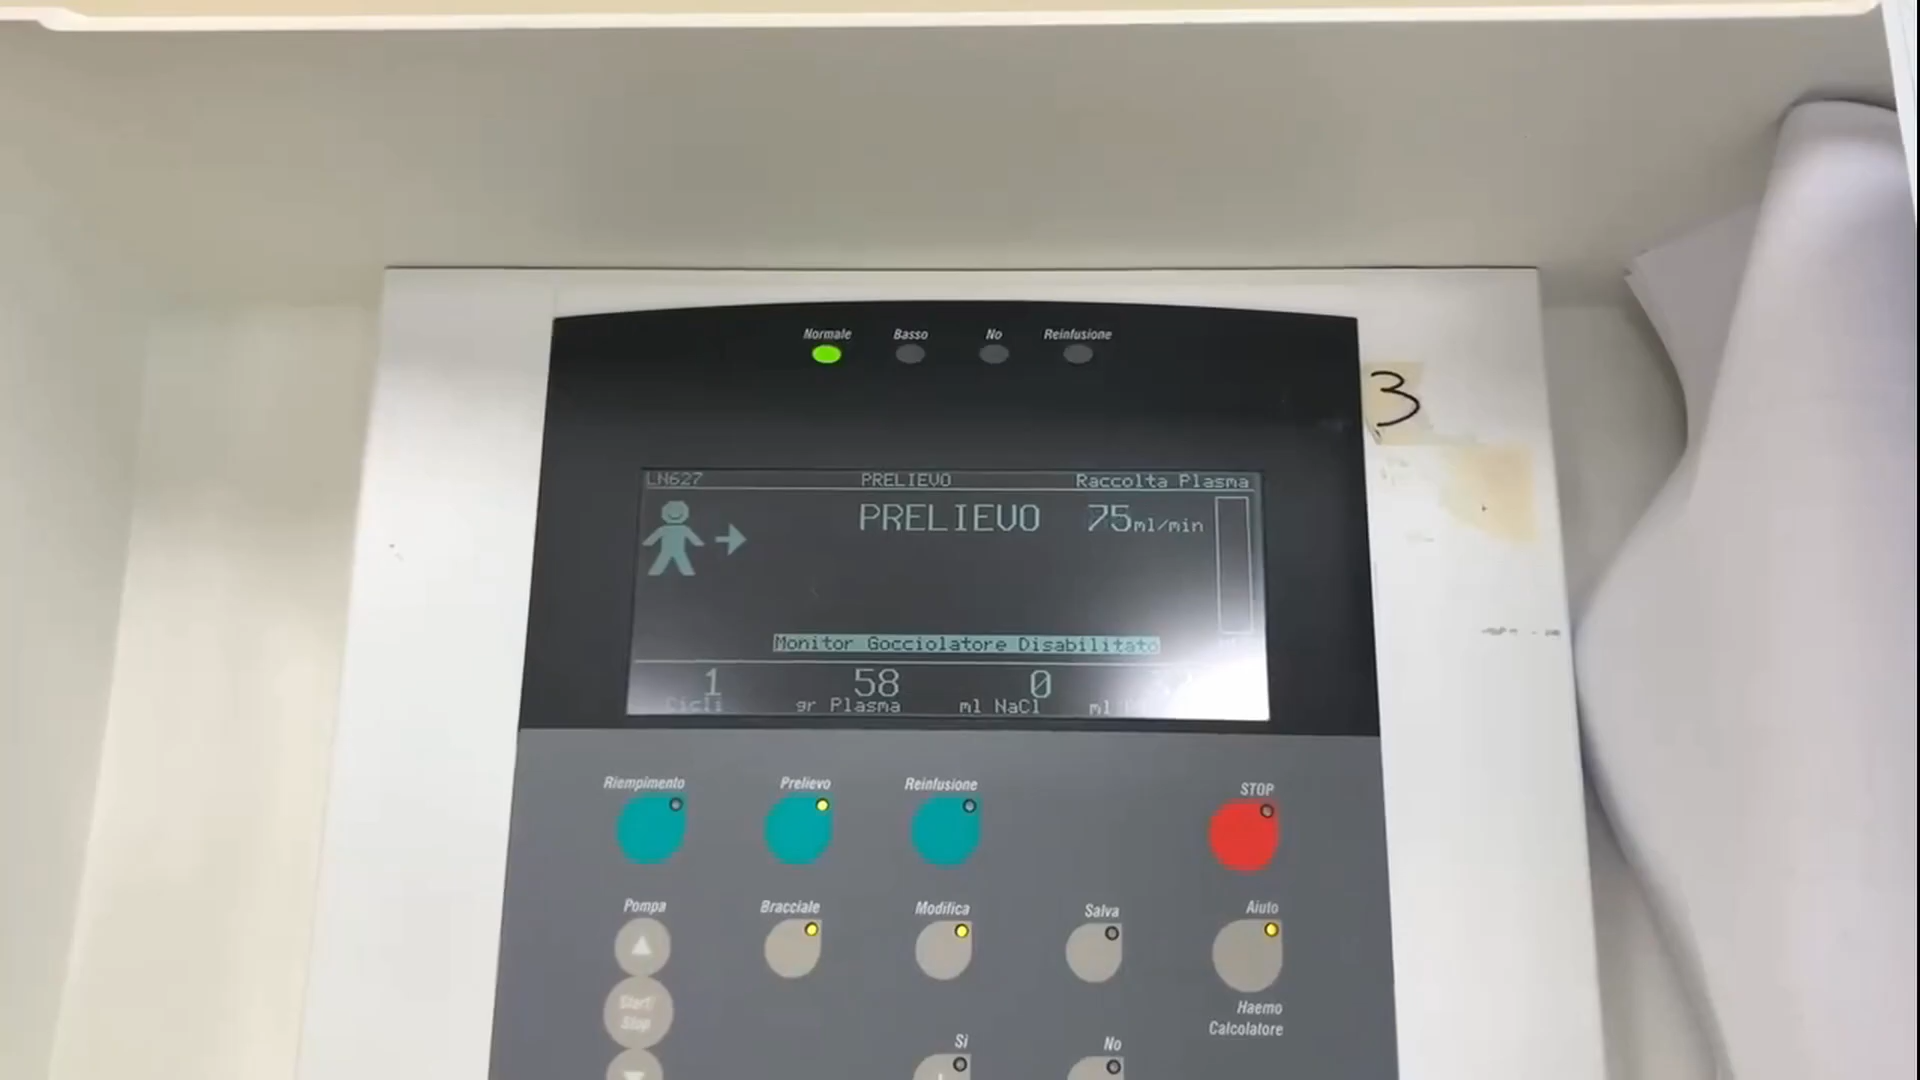 Normale Basso No Reinfusione
3
LN627 PRELIEVO Raccolta Plasma
PRELIEVO 75ml/min
Monitor Gocciolatore Disabilitato
1 58 0
Cicli gr Plasma ml NaCl ml
Riempimento Prelievo Reinfusione STOP
Pompa Bracciale Modifica Salva Aiuto
Start/
Stop
Haemo
Calcolatore
Sì No